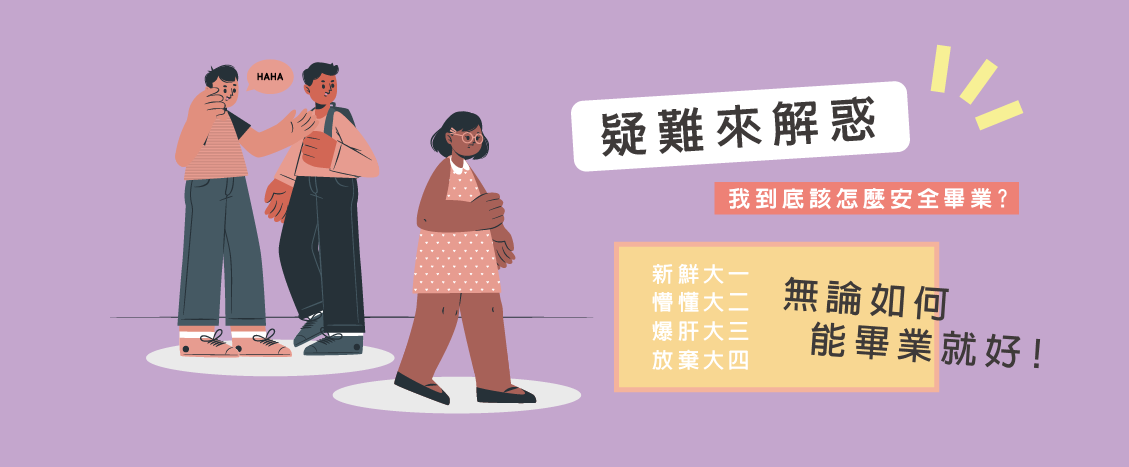 HAHA
疑難來解惑
我到底該怎麼安全畢業?
新鮮大一
懵懂大二
爆肝大三
放棄大四
無論如何
能畢業就好!